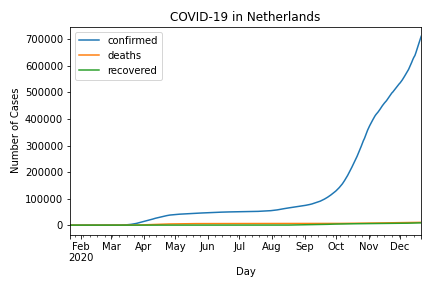 COVID-19 in Netherlands
confirmed
deaths
recovered
Number of Cases
700000
600000
500000
400000
300000
200000
100000
0
Feb Mar Apr May Jun Jul Aug Sep Oct Nov Dec
2020
Day